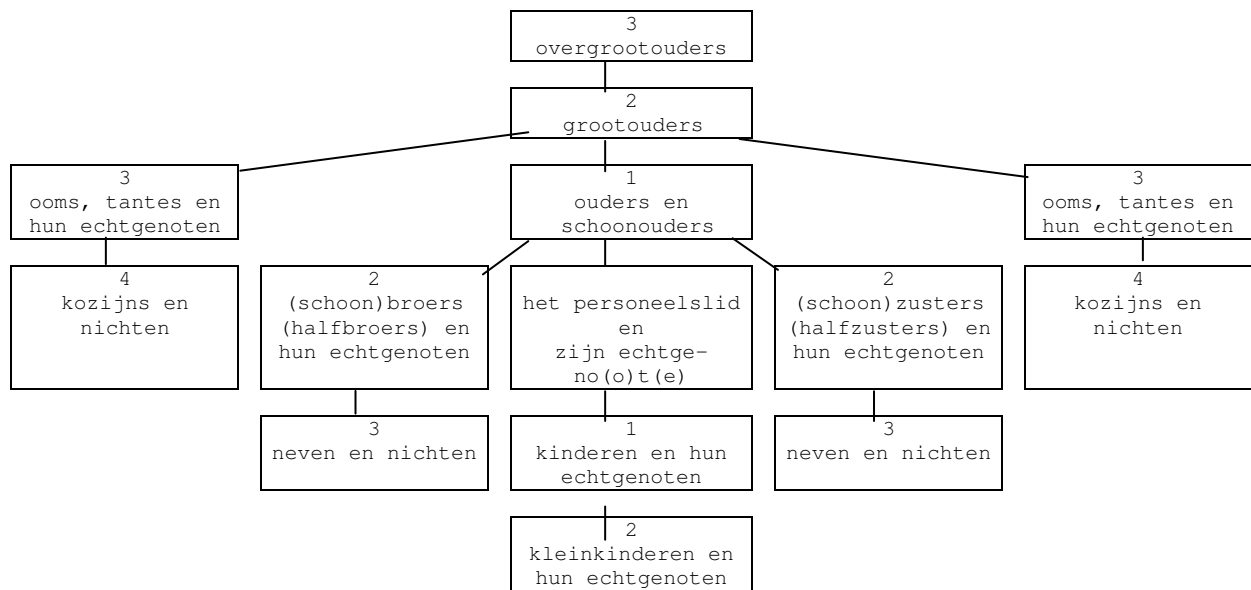 3
overgrootouders
2
grootouders
3
ooms, tantes en
hun echtgenoten
1
ouders en
schoonouders
3
ooms, tantes en
hun echtgenoten
4
kozijns en
nichten
2
(schoon)broers
(halfbroers) en
hun echtgenoten
het personeelslid
en
zijn echtge-
no(o)t(e)
2
(schoon)zusters
(halfzusters) en
hun echtgenoten
4
kozijns en
nichten
3
neven en nichten
1
kinderen en hun
echtgenoten
3
neven en nichten
2
kleinkinderen en
hun echtgenoten